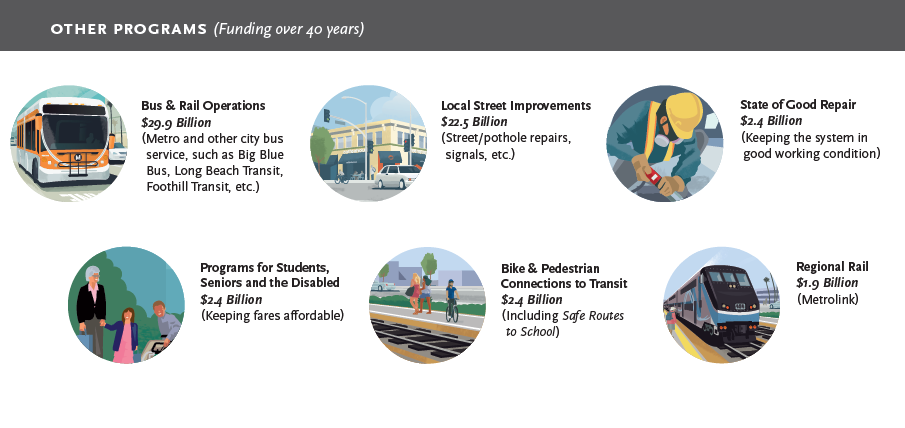 OTHER PROGRAMS (Funding over 40 years)
Bus & Rail Operations
$29.9 Billion
(Metro and other city bus
service, such as Big Blue
Bus, Long Beach Transit,
Foothill Transit, etc.)
Local Street Improvements
$22.5 Billion
(Street/pothole repairs,
signals, etc.)
State of Good Repair
$2.4 Billion
(Keeping the system in
good working condition)
Programs for Students,
Seniors and the Disabled
$2.4 Billion
(Keeping fares affordable)
Bike & Pedestrian
Connections to Transit
$2.4 Billion
(Including Safe Routes
to School)
Regional Rail
$1.9 Billion
(Metrolink)